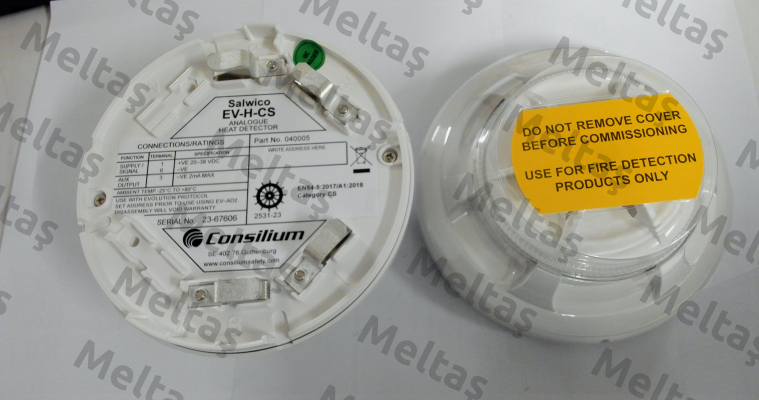 Salwico
EV-H-CS
ANALOGUE
HEAT DETECTOR
CONNECTIONS/RATINGS
Part No. 040005
FUNCTION TERMINAL SPECIFICATION
WRITE ADDRESS HERE
SUPPLY / 1 +VE 20-38 VDC
SIGNAL 6 -VE
AUX 3 -VE 2mA MAX
OUTPUT
AMBIENT TEMP -25°C TO +80°C
USE WITH EVOLUTION PROTOCOL
SET ADDRESS PRIOR TO USE USING EV-AD2
DISASSEMBLY WILL VOID WARRANTY
EN54-5:2017/A1:2018
Category-CS
SERIAL No. 23-67606
2531-23
Consilium
SE-402 76 Gothenburg
www.consiliumsafety.com
DO NOT REMOVE COVER
BEFORE COMMISSIONING
USE FOR FIRE DETECTION
PRODUCTS ONLY
Meltaş